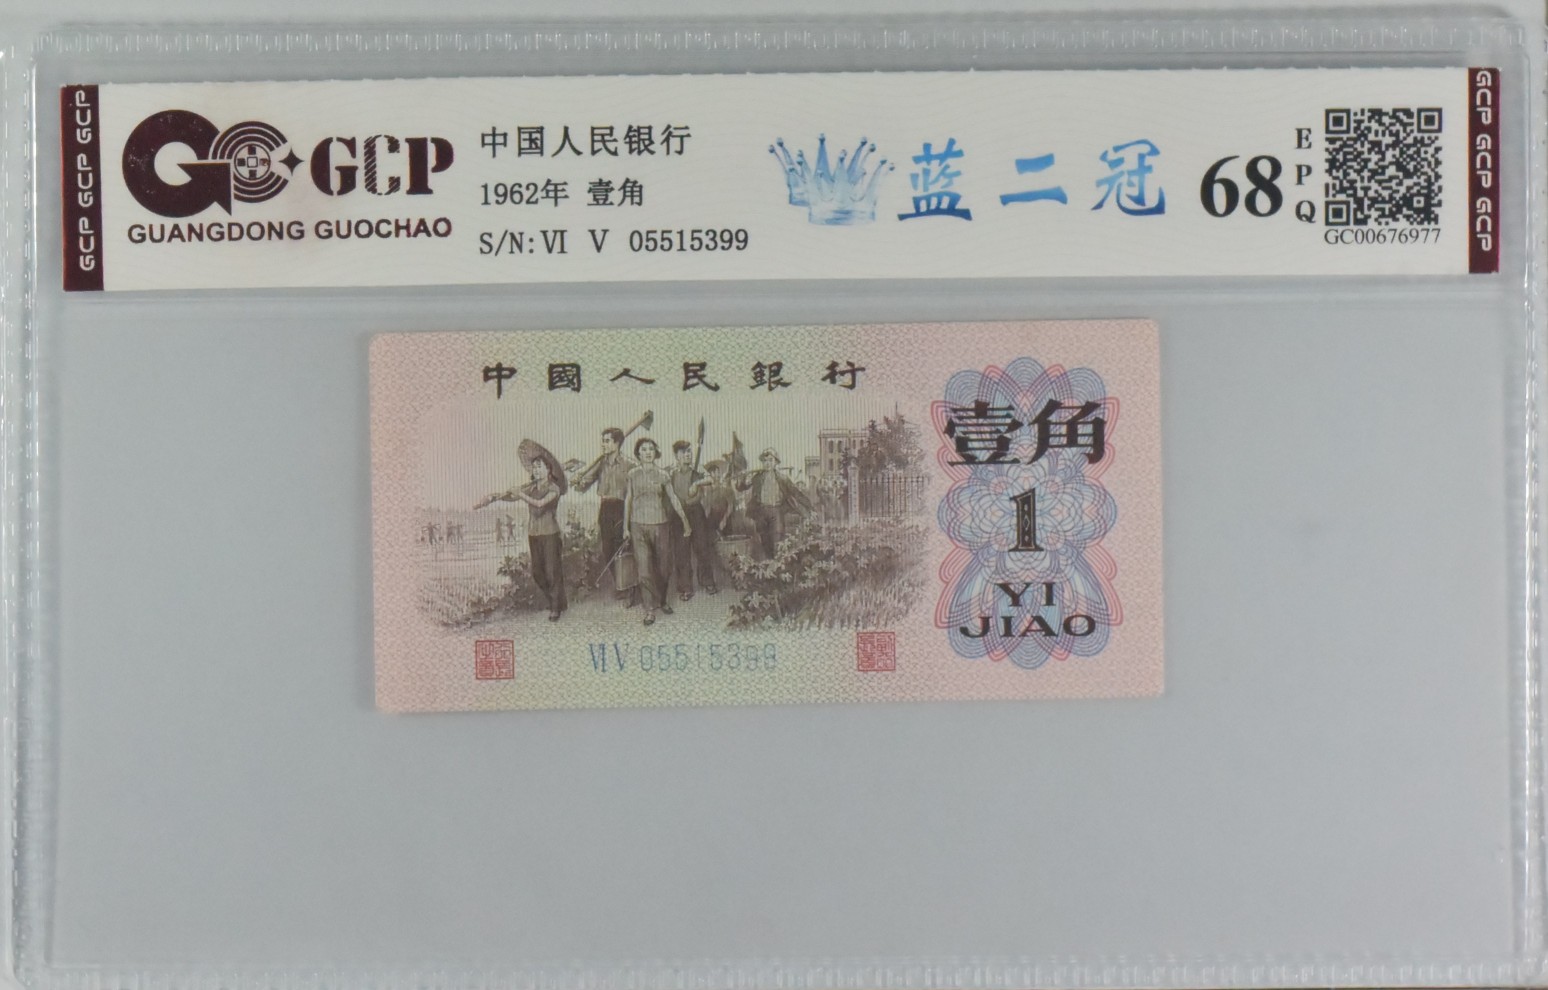 GCP GCP GCP
GCP
GUANGDONG GUOCHAO
中国人民银行
1962年 壹角
S/N: Ⅵ Ⅴ 05515399
蓝二冠
68
EPQ
GC00676977
GCP GCP GCP
中國人民銀行
壹角
1
YI
JIAO
ⅥⅤ 05515399